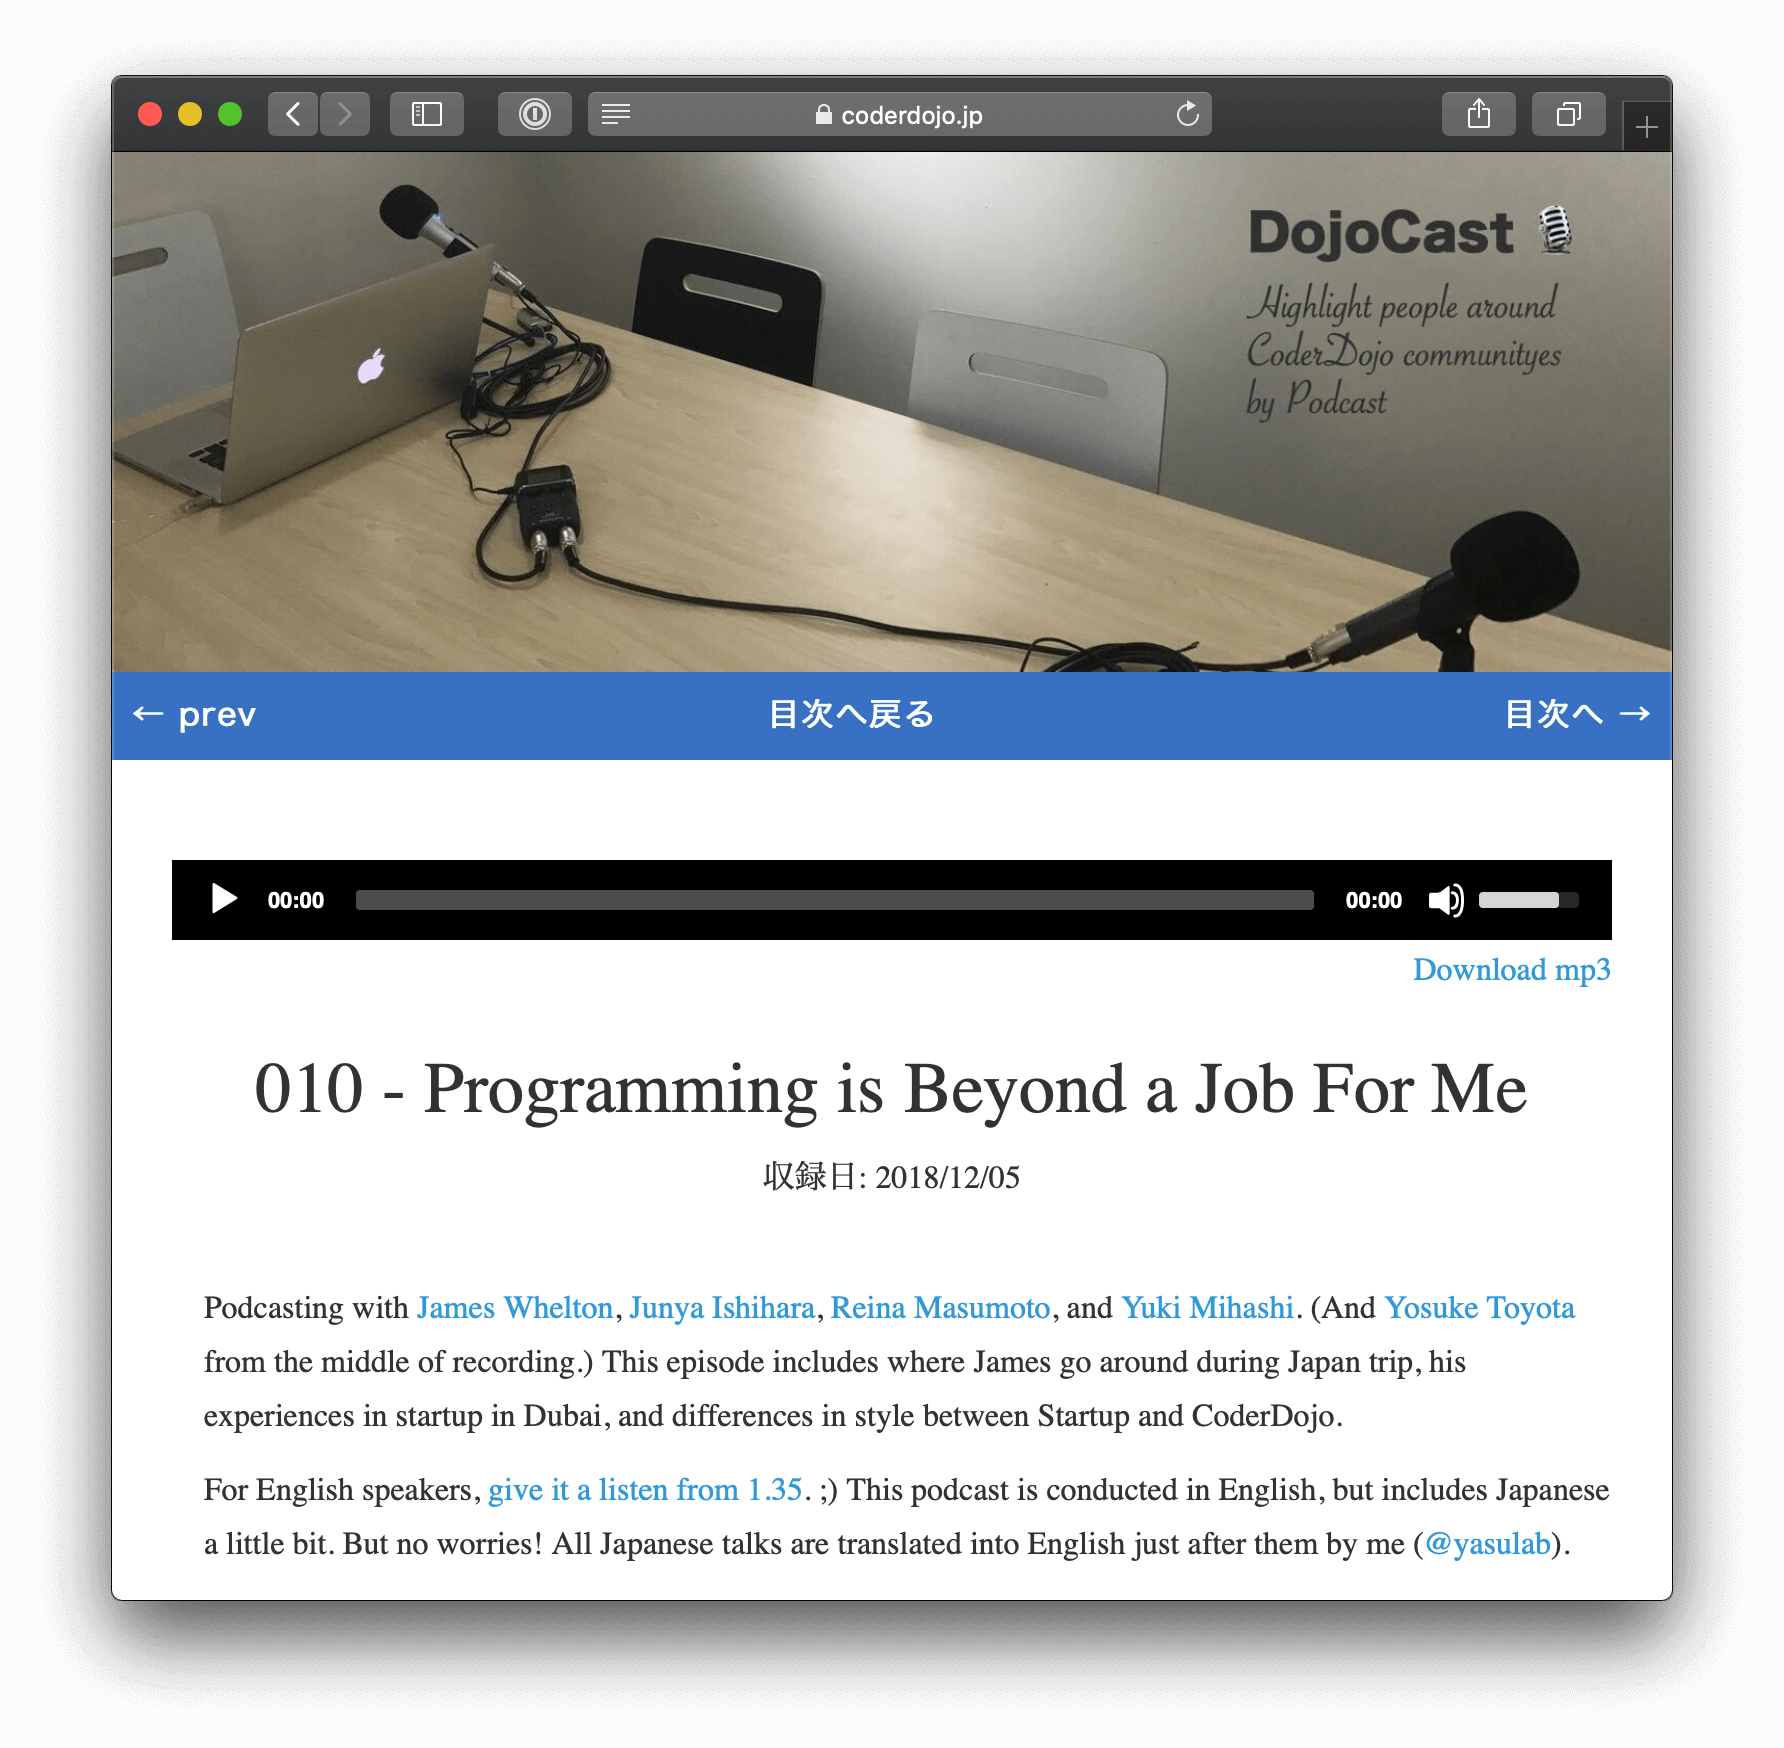 coderdojo.jp
DojoCast 🎙
Highlight people around
CoderDojo communityes
by Podcast
← prev
目次へ戻る
目次へ →
00:00
00:00
Download mp3
010 - Programming is Beyond a Job For Me
収録日: 2018/12/05
Podcasting with James Whelton, Junya Ishihara, Reina Masumoto, and Yuki Mihashi. (And Yosuke Toyota
from the middle of recording.) This episode includes where James go around during Japan trip, his
experiences in startup in Dubai, and differences in style between Startup and CoderDojo.
For English speakers, give it a listen from 1.35. ;) This podcast is conducted in English, but includes Japanese
a little bit. But no worries! All Japanese talks are translated into English just after them by me (@yasulab).